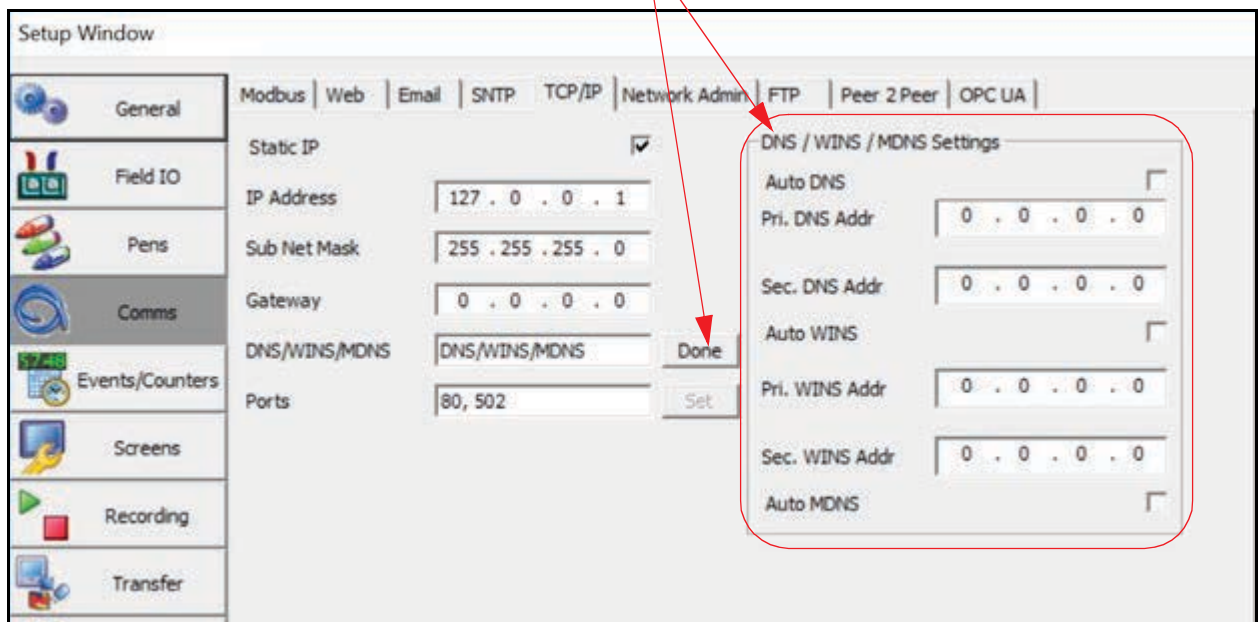 Setup Window
General
Field IO
Pens
Comms
Events/Counters
Screens
Recording
Transfer
Modbus Web Email SNTP TCP/IP Network Admin FTP Peer 2 Peer OPC UA
Static IP
IP Address 127 . 0 . 0 . 1
Sub Net Mask 255 . 255 . 255 . 0
Gateway 0 . 0 . 0 . 0
DNS/WINS/MDNS DNS/WINS/MDNS Done
Ports 80, 502 Set
DNS / WINS / MDNS Settings
Auto DNS
Pri. DNS Addr 0 . 0 . 0 . 0
Sec. DNS Addr 0 . 0 . 0 . 0
Auto WINS
Pri. WINS Addr 0 . 0 . 0 . 0
Sec. WINS Addr 0 . 0 . 0 . 0
Auto MDNS